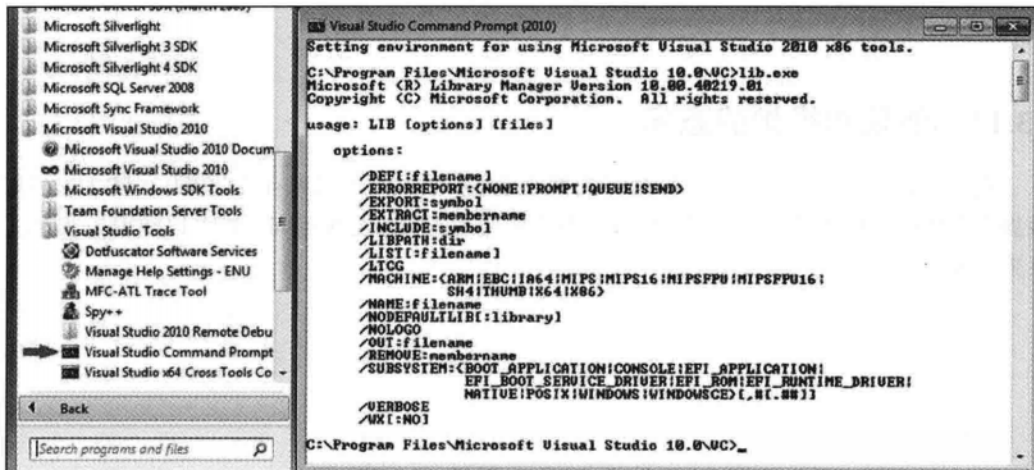 Microsoft DirectX SDK (March 2009)
Microsoft Silverlight
Microsoft Silverlight 3 SDK
Microsoft Silverlight 4 SDK
Microsoft SQL Server 2008
Microsoft Sync Framework
Microsoft Visual Studio 2010
Microsoft Visual Studio 2010 Docum
Microsoft Visual Studio 2010
Microsoft Windows SDK Tools
Team Foundation Server Tools
Visual Studio Tools
Dotfuscator Software Services
Manage Help Settings - ENU
MFC-ATL Trace Tool
Spy++
Visual Studio 2010 Remote Debu
Visual Studio Command Prompt
Visual Studio x64 Cross Tools Co
Back
Search programs and files
Visual Studio Command Prompt (2010)
Setting environment for using Microsoft Visual Studio 2010 x86 tools.
C:\Program Files\Microsoft Visual Studio 10.0\VC>lib.exe
Microsoft (R) Library Manager Version 10.00.40219.01
Copyright (C) Microsoft Corporation.  All rights reserved.
usage: LIB [options] [files]
options:
/DEF[:filename]
/ERRORREPORT:{NONE|PROMPT|QUEUE|SEND}
/EXPORT:symbol
/EXTRACT:membername
/INCLUDE:symbol
/LIBPATH:dir
/LIST[:filename]
/LTCG
/MACHINE:{ARM|EBC|IA64|MIPS|MIPS16|MIPSFPU|MIPSFPU16|
SH4|THUMB|X64|X86}
/NAME:filename
/NODEFAULTLIB[:library]
/NOLOGO
/OUT:filename
/REMOVE:membername
/SUBSYSTEM:{BOOT_APPLICATION|CONSOLE|EFI_APPLICATION|
EFI_BOOT_SERVICE_DRIVER|EFI_ROM|EFI_RUNTIME_DRIVER|
NATIVE|POSIX|WINDOWS|WINDOWSCE}[,#[.##]]
/VERBOSE
/WX[:NO]
C:\Program Files\Microsoft Visual Studio 10.0\VC>_